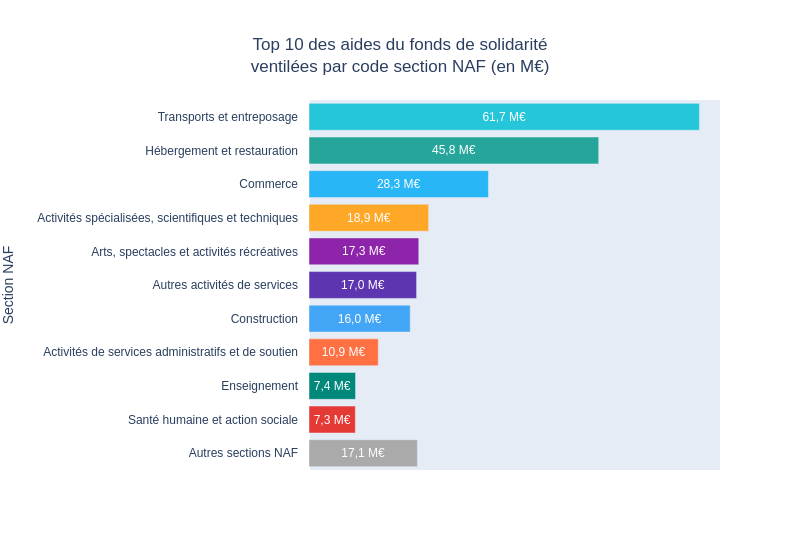 Top 10 des aides du fonds de solidarité
ventilées par code section NAF (en M€)
Section NAF
Transports et entreposage 61,7 M€
Hébergement et restauration 45,8 M€
Commerce 28,3 M€
Activités spécialisées, scientifiques et techniques 18,9 M€
Arts, spectacles et activités récréatives 17,3 M€
Autres activités de services 17,0 M€
Construction 16,0 M€
Activités de services administratifs et de soutien 10,9 M€
Enseignement 7,4 M€
Santé humaine et action sociale 7,3 M€
Autres sections NAF 17,1 M€